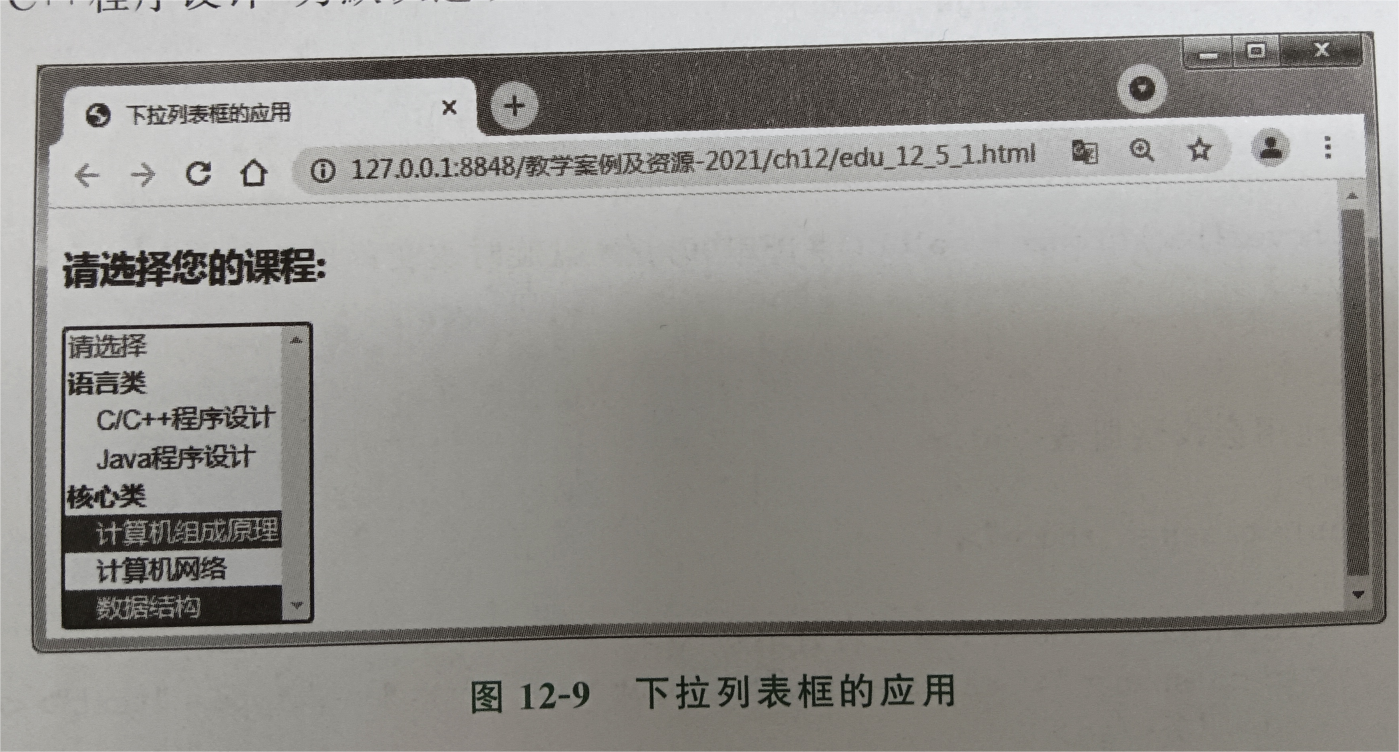 下拉列表框的应用
127.0.0.1:8848/教学案例及资源-2021/ch12/edu_12_5_1.html
请选择您的课程:
请选择
语言类
C/C++程序设计
Java程序设计
核心类
计算机组成原理
计算机网络
数据结构
图 12-9 下拉列表框的应用